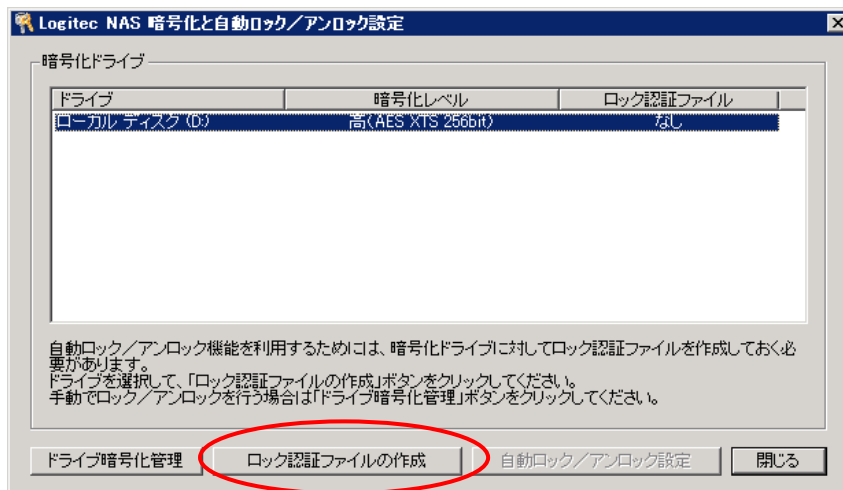 Logitec NAS 暗号化と自動ロック／アンロック設定
暗号化ドライブ
ドライブ 暗号化レベル ロック認証ファイル
ローカル ディスク (D:) 高(AES XTS 256bit) なし
自動ロック／アンロック機能を利用するためには、暗号化ドライブに対してロック認証ファイルを作成しておく必
要があります。
ドライブを選択して、「ロック認証ファイルの作成」ボタンをクリックしてください。
手動でロック／アンロックを行う場合は「ドライブ暗号化管理」ボタンをクリックしてください。
ドライブ暗号化管理 ロック認証ファイルの作成 自動ロック／アンロック設定 閉じる